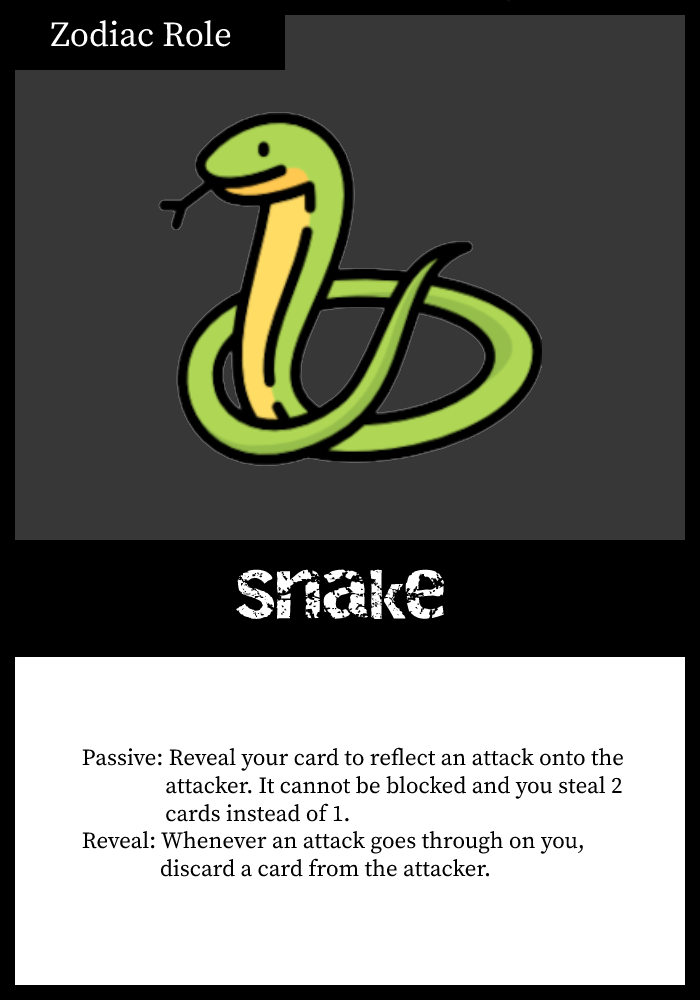 Zodiac Role
snake
Passive: Reveal your card to reflect an attack onto the
attacker. It cannot be blocked and you steal 2
cards instead of 1.
Reveal: Whenever an attack goes through on you,
discard a card from the attacker.